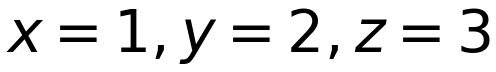 x = 1, y = 2, z = 3